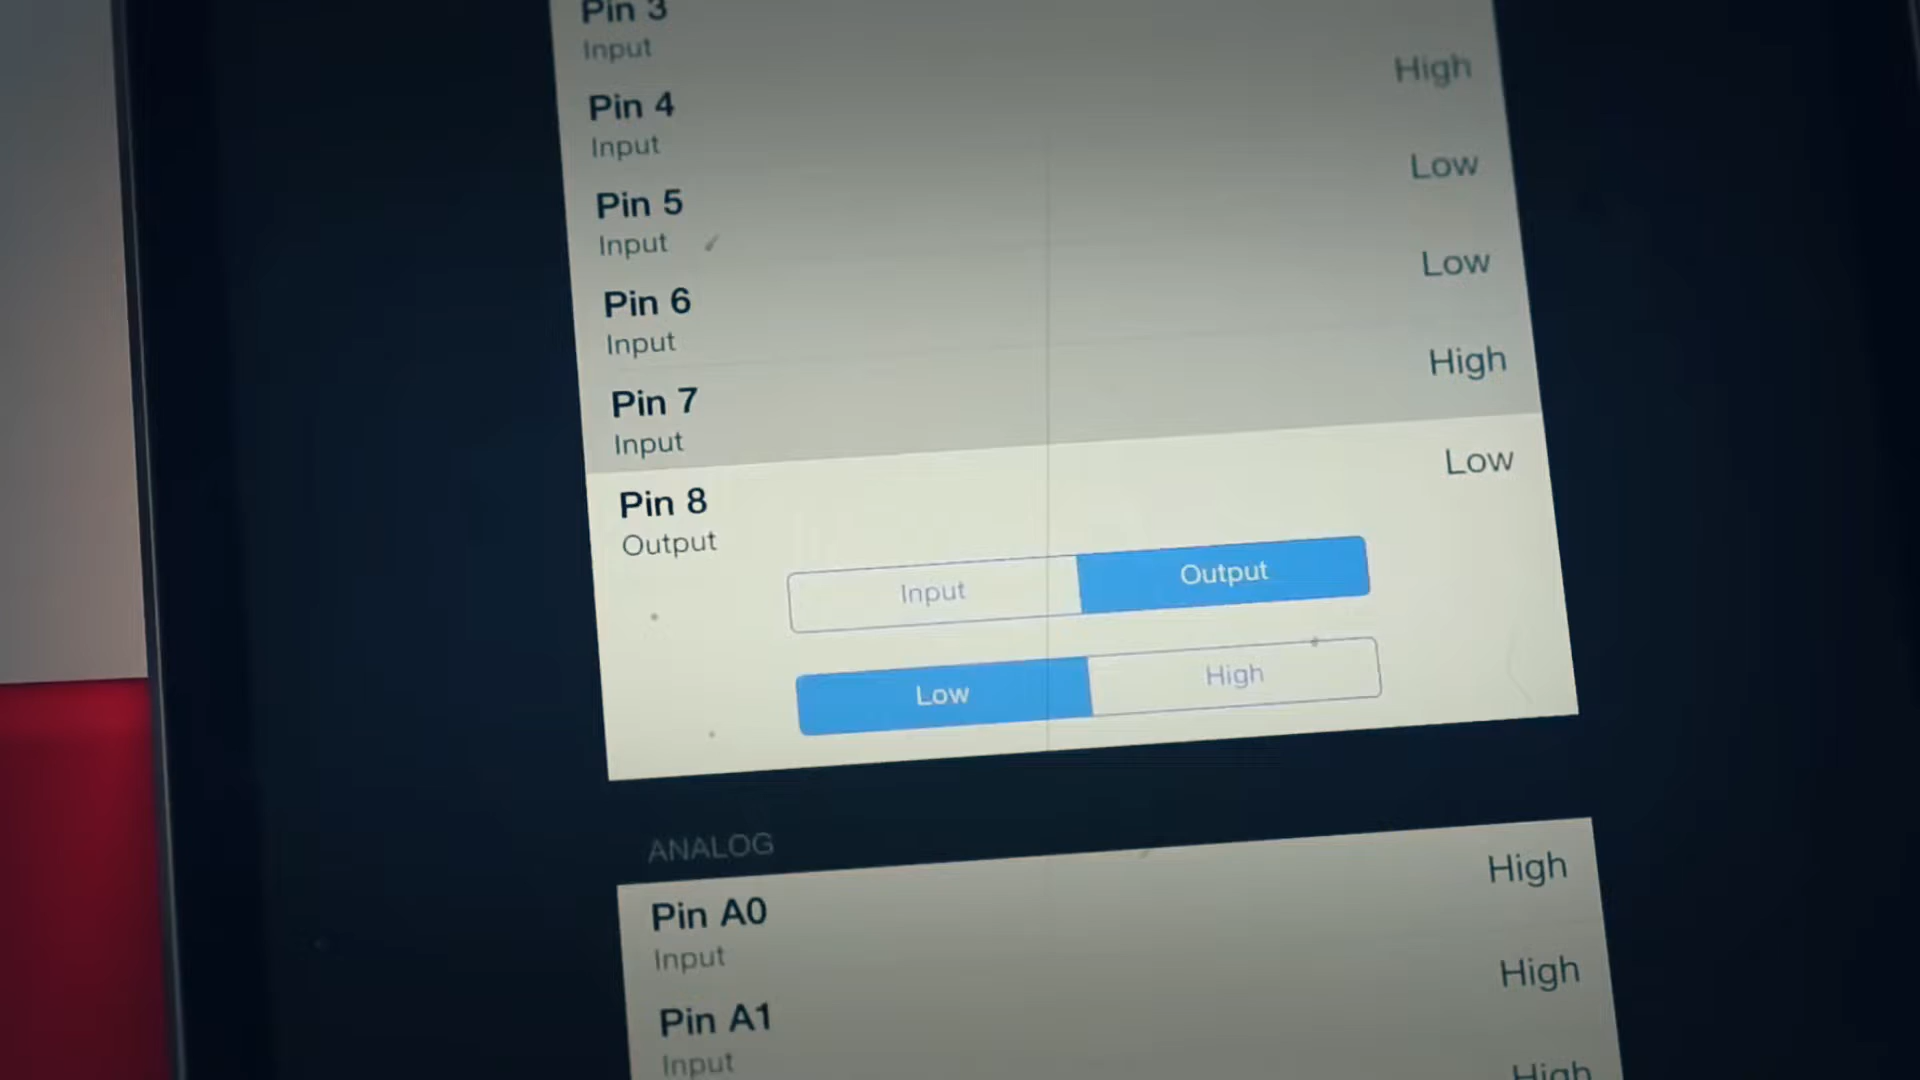 Pin 3
Input
High
Pin 4
Input
Low
Pin 5
Input
Low
Pin 6
Input
High
Pin 7
Input
Low
Pin 8
Output
Input Output
Low High
ANALOG
High
Pin A0
Input
High
Pin A1
Input
High